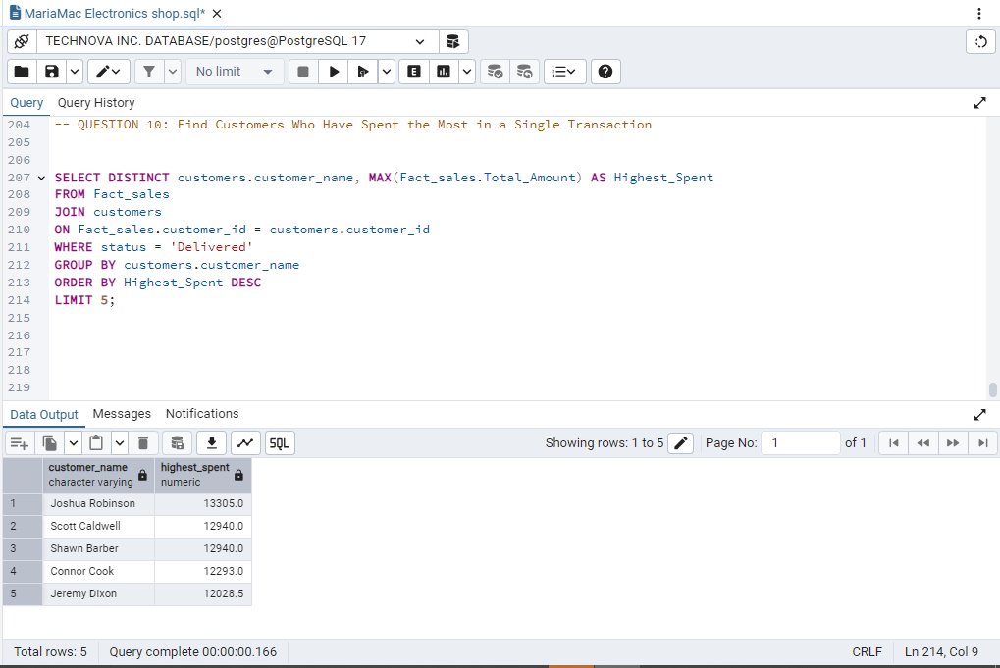 MariaMac Electronics shop.sql*
TECHNOVA INC. DATABASE/postgres@PostgreSQL 17
No limit
E
Query Query History
204 -- QUESTION 10: Find Customers Who Have Spent the Most in a Single Transaction
205
206
207 SELECT DISTINCT customers.customer_name, MAX(Fact_sales.Total_Amount) AS Highest_Spent
208 FROM Fact_sales
209 JOIN customers
210 ON Fact_sales.customer_id = customers.customer_id
211 WHERE status = 'Delivered'
212 GROUP BY customers.customer_name
213 ORDER BY Highest_Spent DESC
214 LIMIT 5;
215
216
217
218
219
Data Output Messages Notifications
SQL Showing rows: 1 to 5 Page No: 1 of 1
customer_name highest_spent
character varying numeric
1 Joshua Robinson 13305.0
2 Scott Caldwell 12940.0
3 Shawn Barber 12940.0
4 Connor Cook 12293.0
5 Jeremy Dixon 12028.5
Total rows: 5 Query complete 00:00:00.166 CRLF Ln 214, Col 9